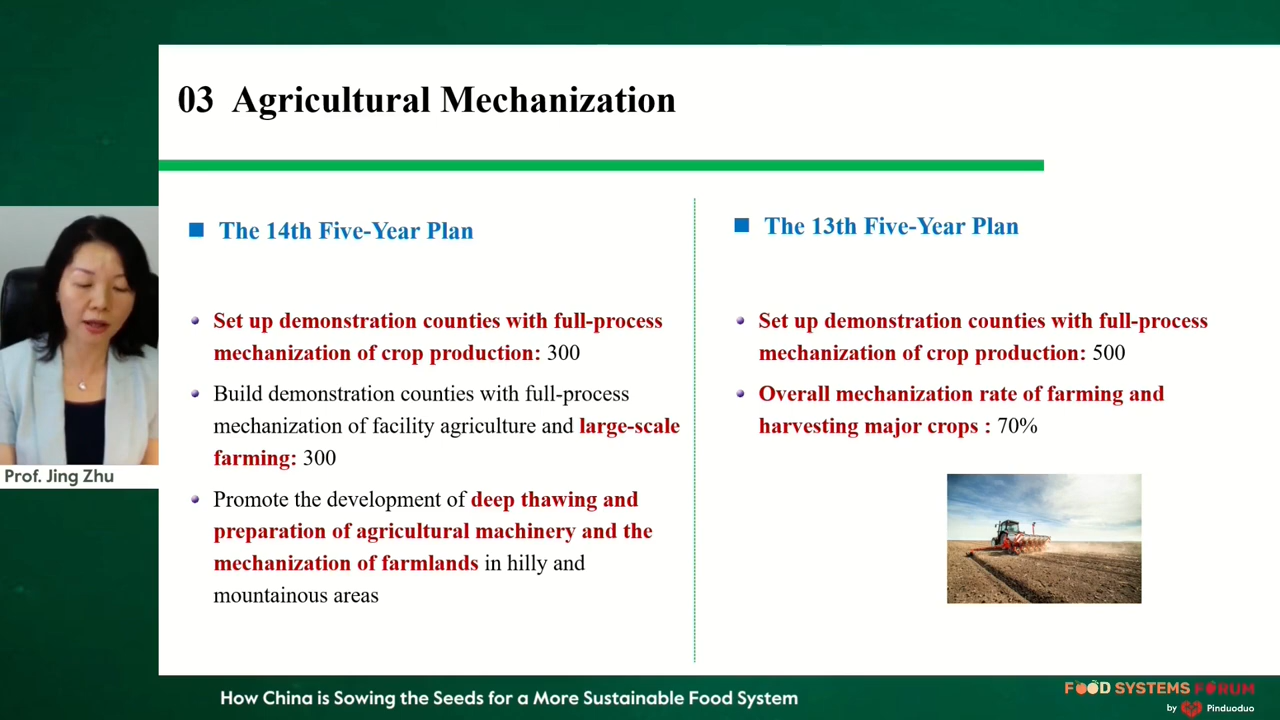 03 Agricultural Mechanization
The 14th Five-Year Plan
Set up demonstration counties with full-process
mechanization of crop production: 300
Build demonstration counties with full-process
mechanization of facility agriculture and large-scale
farming: 300
Promote the development of deep thawing and
preparation of agricultural machinery and the
mechanization of farmlands in hilly and
mountainous areas
The 13th Five-Year Plan
Set up demonstration counties with full-process
mechanization of crop production: 500
Overall mechanization rate of farming and
harvesting major crops : 70%
Prof. Jing Zhu
How China is Sowing the Seeds for a More Sustainable Food System
FOOD SYSTEMS FORUM
by Pinduoduo